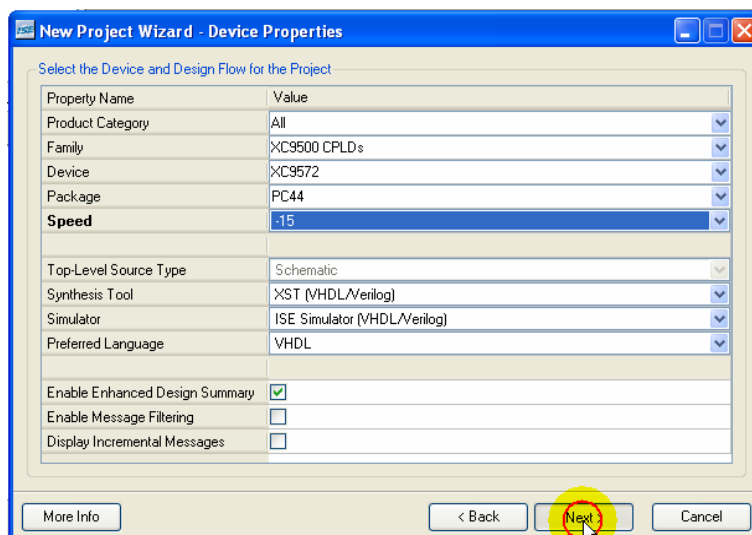 ISE New Project Wizard - Device Properties
Select the Device and Design Flow for the Project
Property Name Value
Product Category All
Family XC9500 CPLDs
Device XC9572
Package PC44
Speed -15
Top-Level Source Type Schematic
Synthesis Tool XST (VHDL/Verilog)
Simulator ISE Simulator (VHDL/Verilog)
Preferred Language VHDL
Enable Enhanced Design Summary
Enable Message Filtering
Display Incremental Messages
More Info < Back Next > Cancel